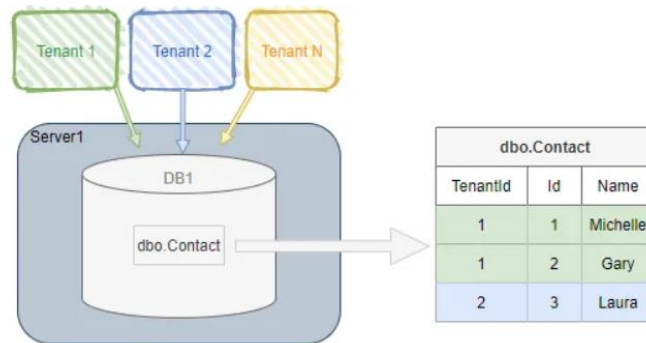 Tenant 1
Tenant 2
Tenant N
Server1
DB1
dbo.Contact
dbo.Contact
TenantId Id Name
1 1 Michelle
1 2 Gary
2 3 Laura